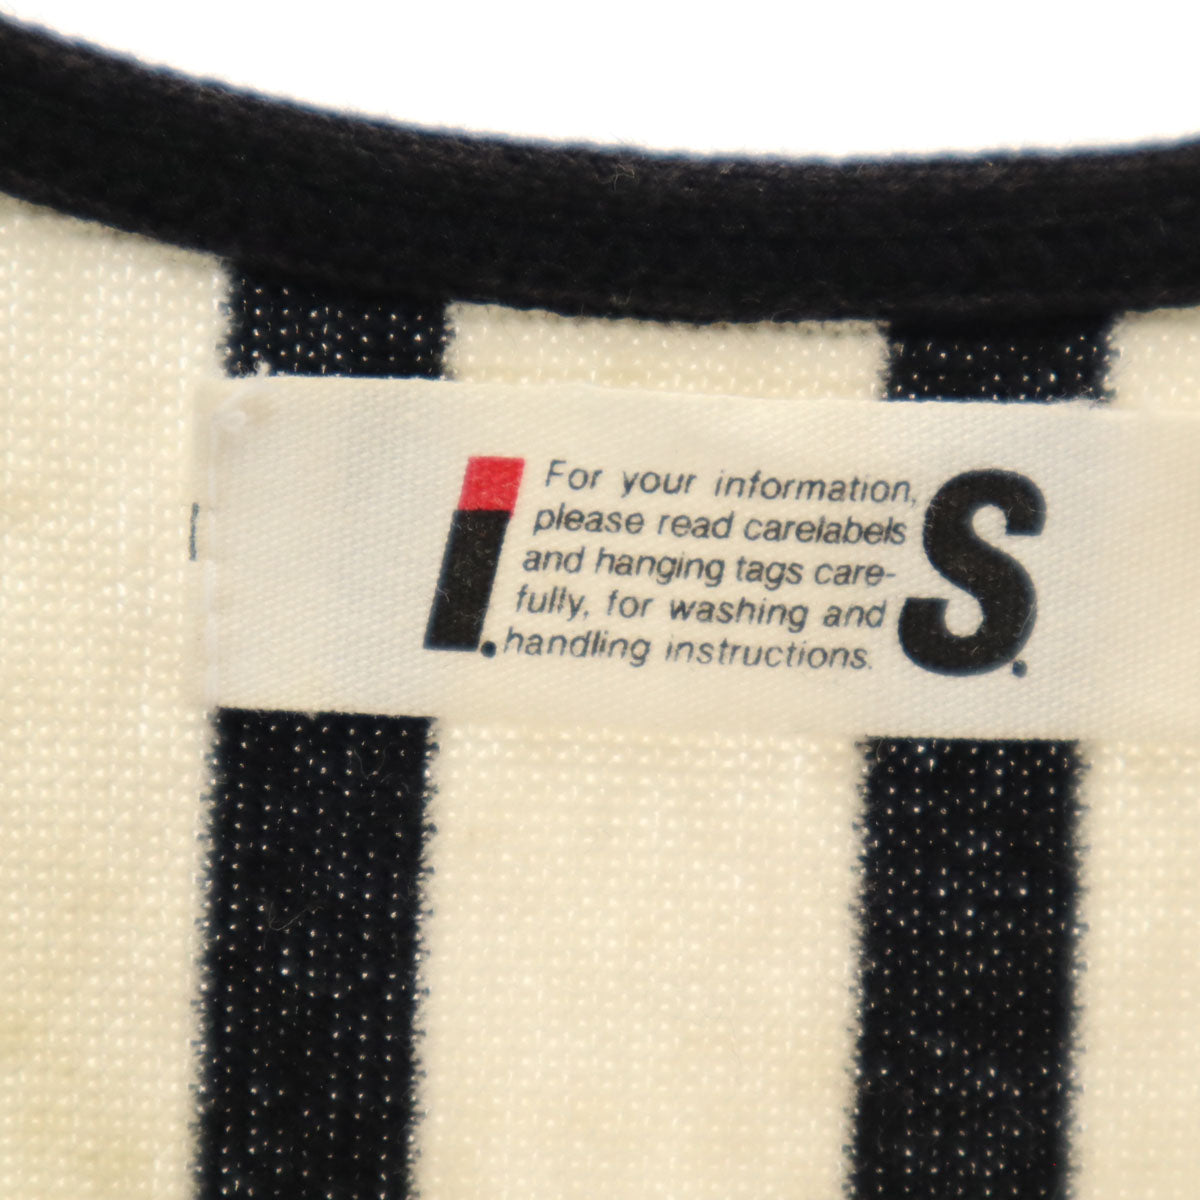 I.S.
For your information,
please read carelabels
and hanging tags care-
fully, for washing and
handling instructions.